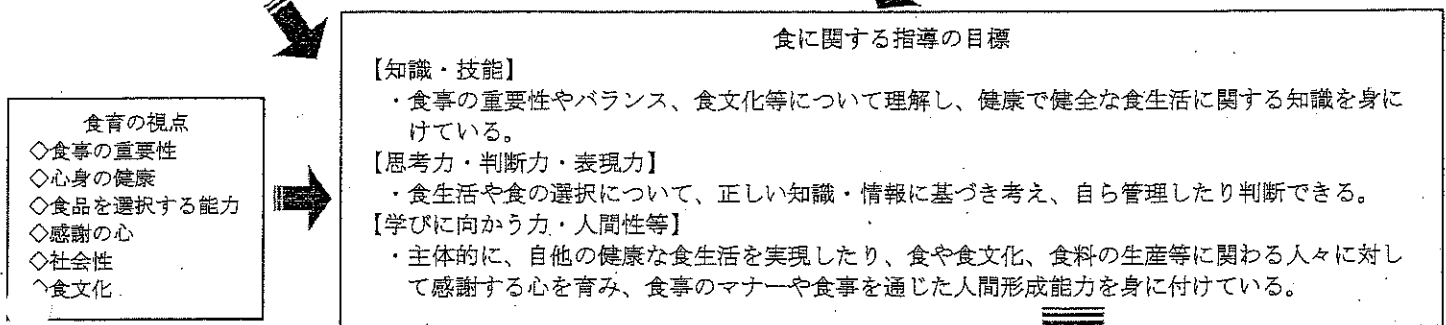 食に関する指導の目標
【知識・技能】
・食事の重要性やバランス、食文化等について理解し、健康で健全な食生活に関する知識を身に
けている。
【思考力・判断力・表現力】
・食生活や食の選択について、正しい知識・情報に基づき考え、自ら管理したり判断できる。
【学びに向かう力・人間性等】
・主体的に、自他の健康な食生活を実現したり、食や食文化、食料の生産等に関わる人々に対し
て感謝する心を育み、食事のマナーや食事を通じた人間形成能力を身に付けている。
食育の視点
◇食事の重要性
◇心身の健康
◇食品を選択する能力
◇感謝の心
◇社会性
◇食文化